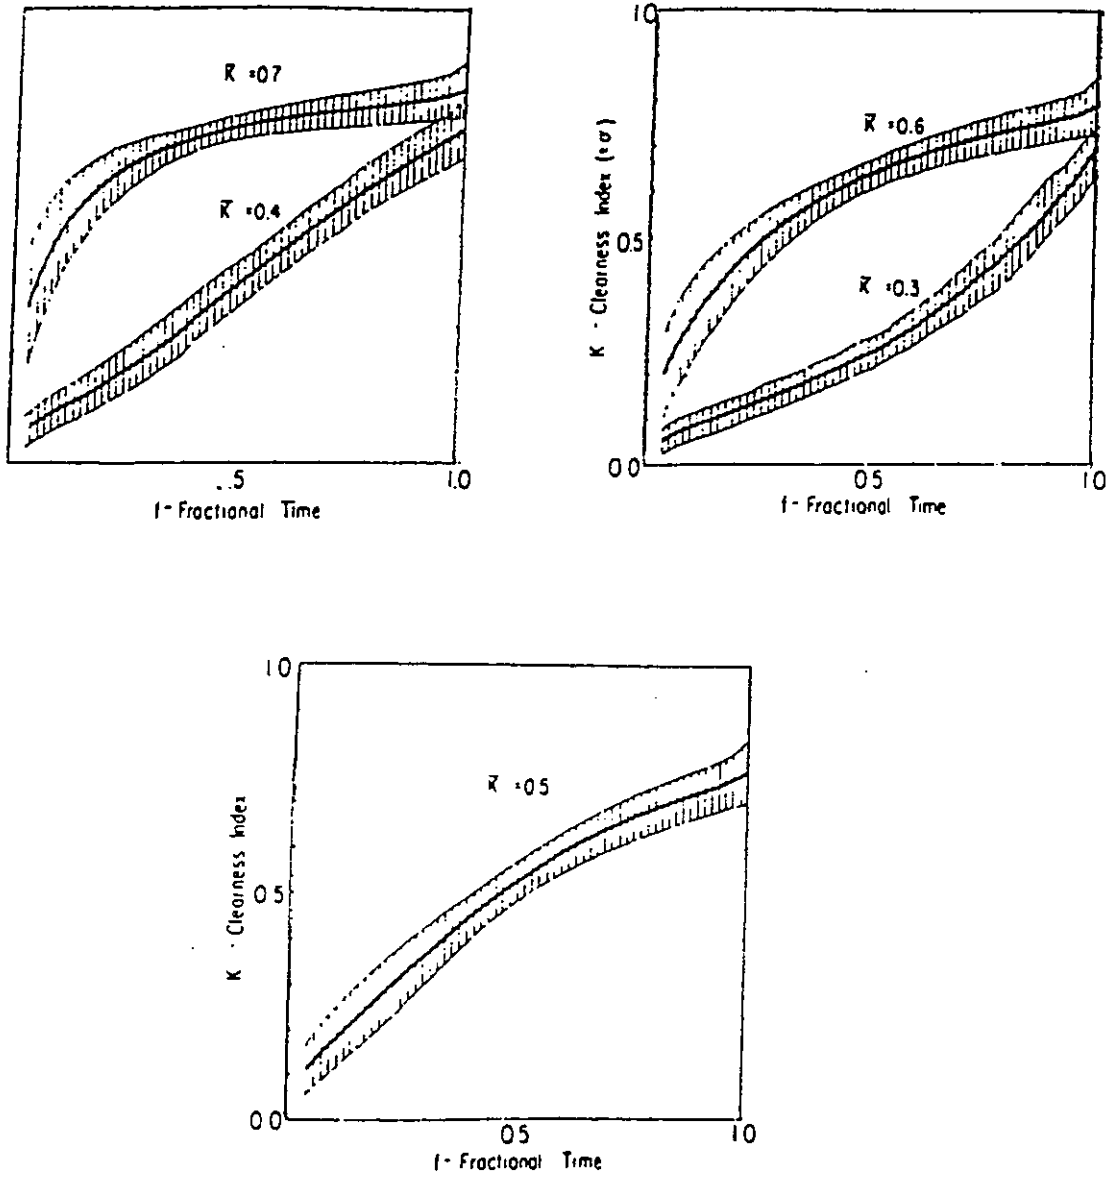 K̄ =0.7
K̄ =0.4
.5
1.0
f-Fractional Time
1.0
K - Clearness Index (±σ)
K̄ =0.6
0.5
K̄ =0.3
0.0
0.5
1.0
f-Fractional Time
1.0
K̄ =0.5
K - Clearness Index
0.5
0.0
0.5
1.0
f-Fractional Time